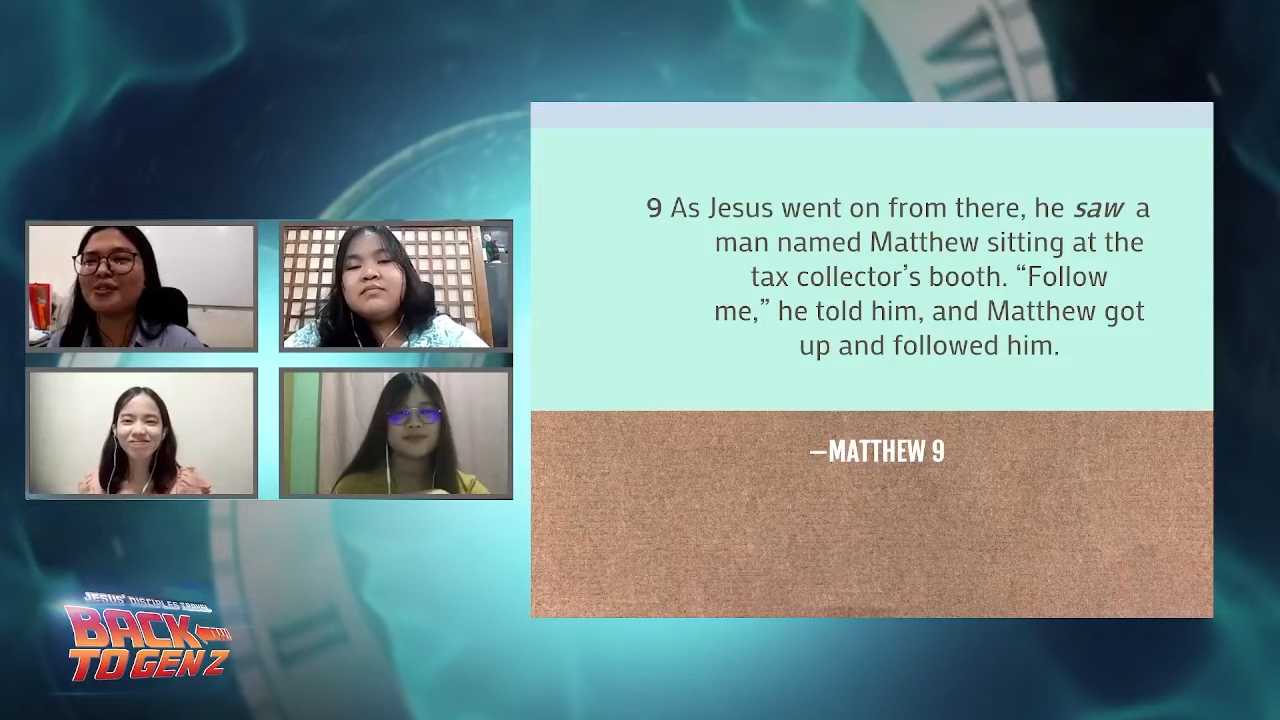 9 As Jesus went on from there, he saw a
man named Matthew sitting at the
tax collector’s booth. “Follow
me,” he told him, and Matthew got
up and followed him.
–MATTHEW 9
JESUS' DISCIPLES TRAVEL
BACK
TO GEN Z